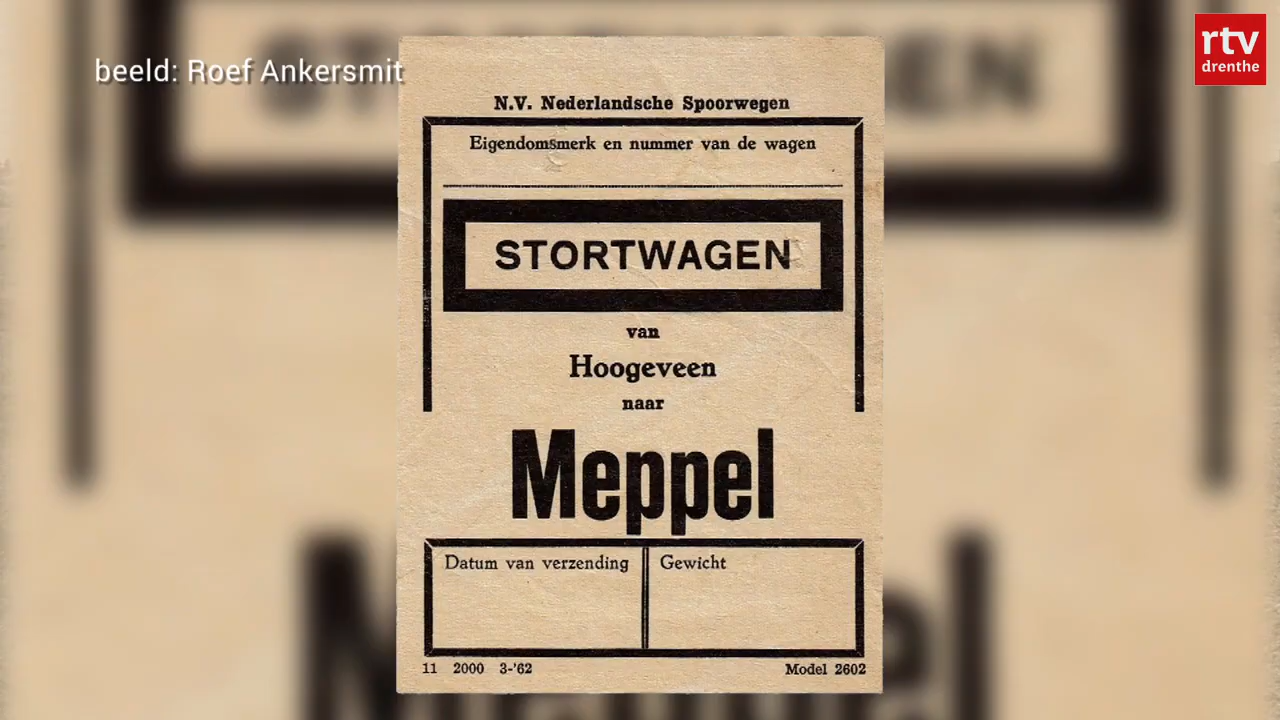 beeld: Roef Ankersmit
rtv
drenthe
N.V. Nederlandsche Spoorwegen
Eigendomsmerk en nummer van de wagen
STORTWAGEN
van
Hoogeveen
naar
Meppel
Datum van verzending
Gewicht
11 2000 3-'62
Model 2602